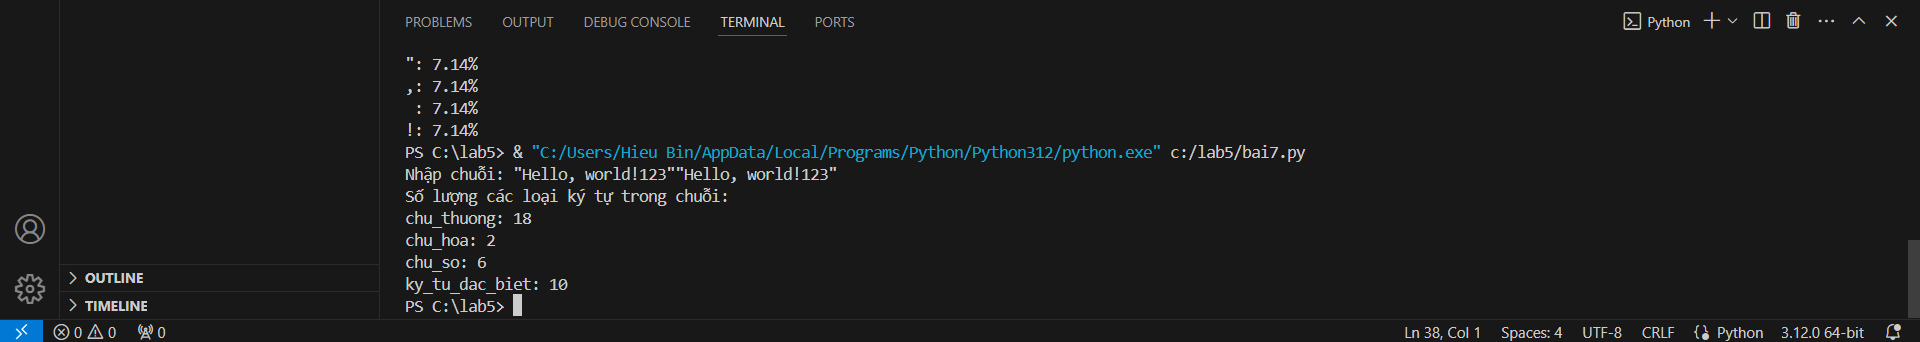 PROBLEMS OUTPUT DEBUG CONSOLE TERMINAL PORTS Python
": 7.14%
,: 7.14%
 : 7.14%
!: 7.14%
PS C:\lab5> & "C:/Users/Hieu Bin/AppData/Local/Programs/Python/Python312/python.exe" c:/lab5/bai7.py
Nhập chuỗi: "Hello, world!123""Hello, world!123"
Số lượng các loại ký tự trong chuỗi:
chu_thuong: 18
chu_hoa: 2
chu_so: 6
ky_tu_dac_biet: 10
PS C:\lab5>
OUTLINE
TIMELINE
0 0 0 Ln 38, Col 1 Spaces: 4 UTF-8 CRLF Python 3.12.0 64-bit